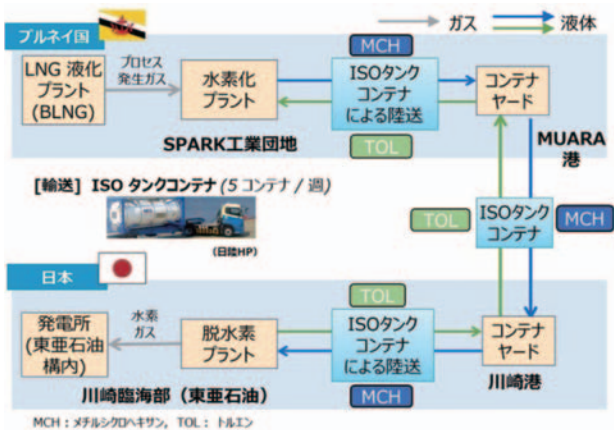 ガス
液体
ブルネイ国
LNG 液化
プラント
(BLNG)
プロセス
発生ガス
水素化
プラント
MCH
ISOタンク
コンテナ
による陸送
TOL
コンテナ
ヤード
SPARK工業団地
MUARA
港
[輸送] ISO タンクコンテナ (5 コンテナ / 週)
(日陸HP)
TOL
ISOタンク
コンテナ
MCH
日本
発電所
(東亜石油
構内)
水素
ガス
脱水素
プラント
TOL
ISOタンク
コンテナ
による陸送
MCH
コンテナ
ヤード
川崎臨海部（東亜石油）
川崎港
MCH：メチルシクロヘキサン, TOL： トルエン